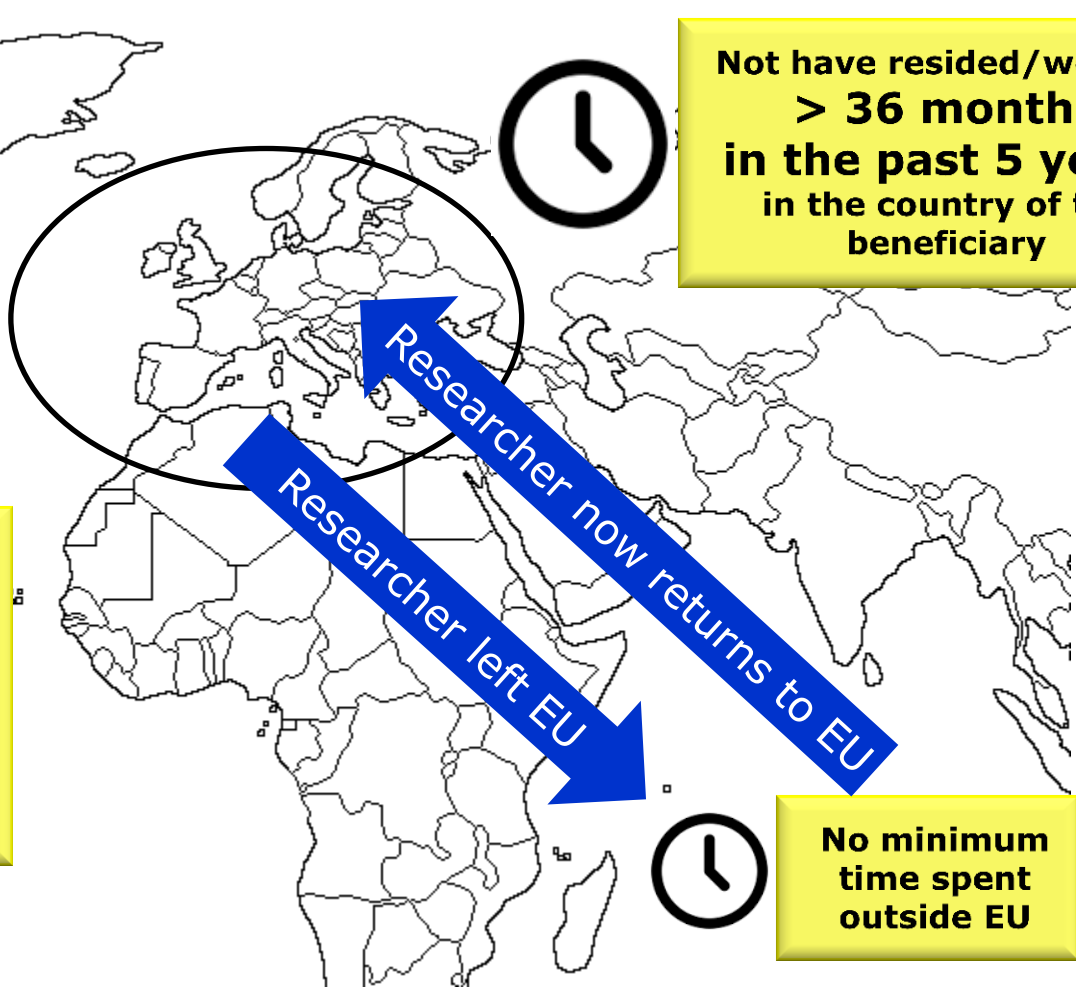 Not have resided/w
> 36 month
in the past 5 ye
in the country of t
beneficiary
Researcher now returns to EU
Researcher left EU
No minimum
time spent
outside EU